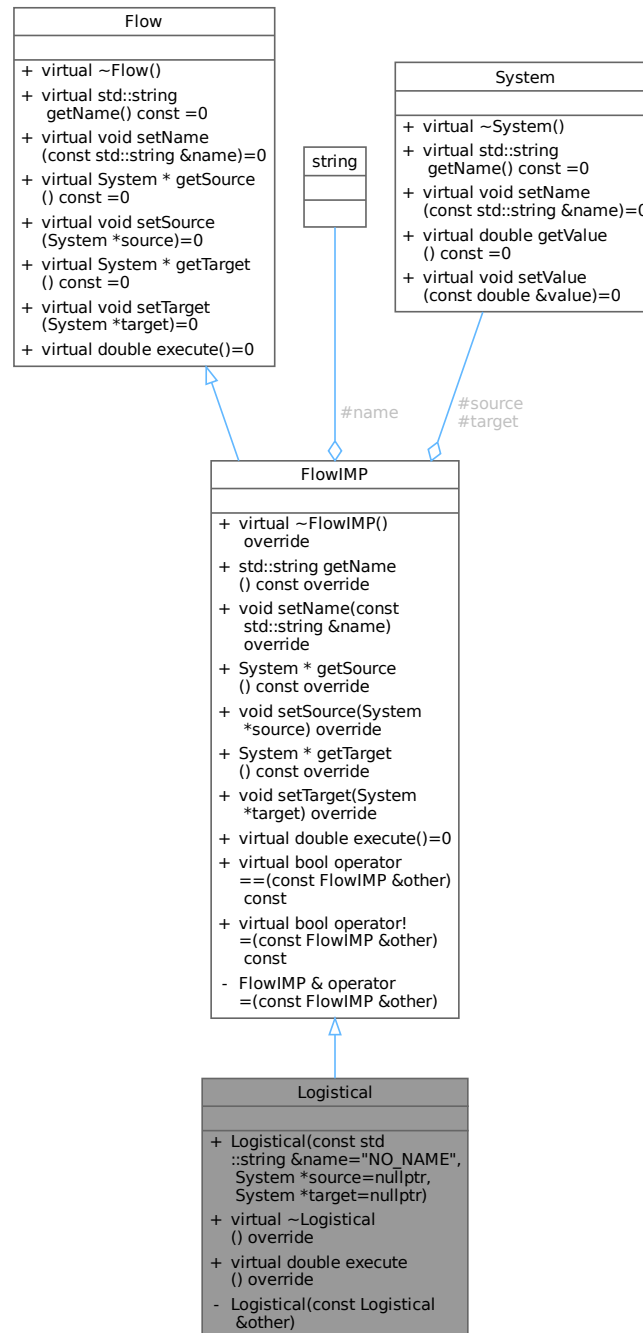 Flow
+ virtual ~Flow()
+ virtual std::string
getName() const =0
+ virtual void setName
(const std::string &name)=0
+ virtual System * getSource
() const =0
+ virtual void setSource
(System *source)=0
+ virtual System * getTarget
() const =0
+ virtual void setTarget
(System *target)=0
+ virtual double execute()=0
string
System
+ virtual ~System()
+ virtual std::string
getName() const =0
+ virtual void setName
(const std::string &name)=0
+ virtual double getValue
() const =0
+ virtual void setValue
(const double &value)=0
#name
#source
#target
FlowIMP
+ virtual ~FlowIMP()
override
+ std::string getName
() const override
+ void setName(const
std::string &name)
override
+ System * getSource
() const override
+ void setSource(System
*source) override
+ System * getTarget
() const override
+ void setTarget(System
*target) override
+ virtual double execute()=0
+ virtual bool operator
==(const FlowIMP &other)
const
+ virtual bool operator!
=(const FlowIMP &other)
const
- FlowIMP & operator
=(const FlowIMP &other)
Logistical
+ Logistical(const std
::string &name="NO_NAME",
System *source=nullptr,
System *target=nullptr)
+ virtual ~Logistical
() override
+ virtual double execute
() override
- Logistical(const Logistical
&other)